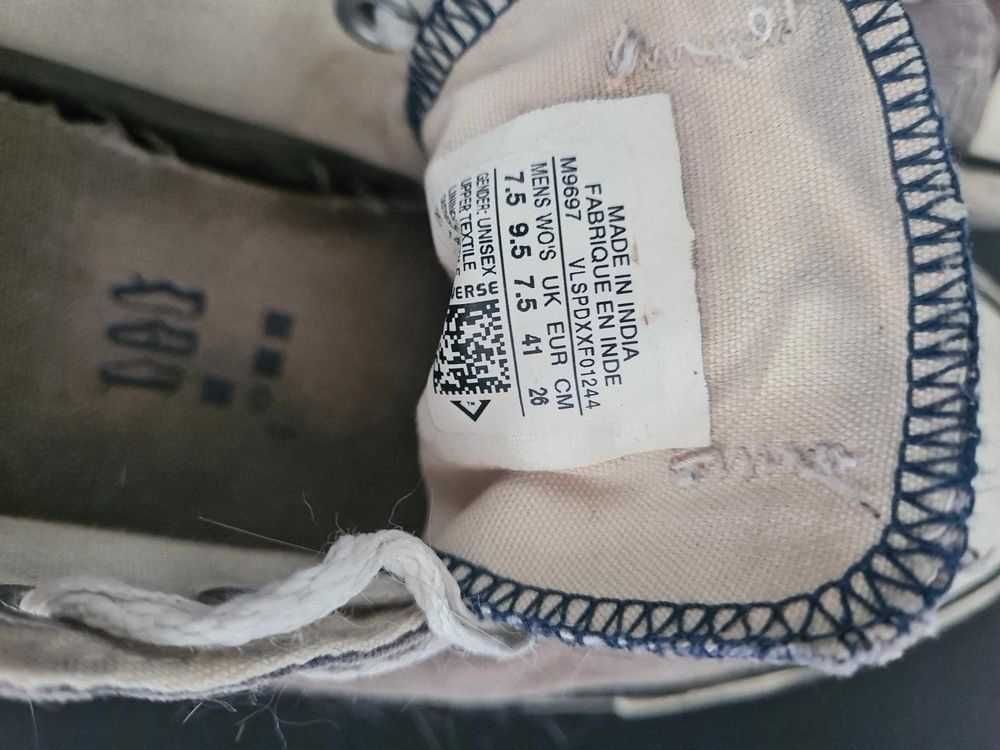 MADE IN INDIA
FABRIQUE EN INDE
M9697 VLSPDXXF01244
MENS WO'S UK EUR CM
7.5 9.5 7.5 41 26
GENDER: UNISEX
UPPER TEXTILE